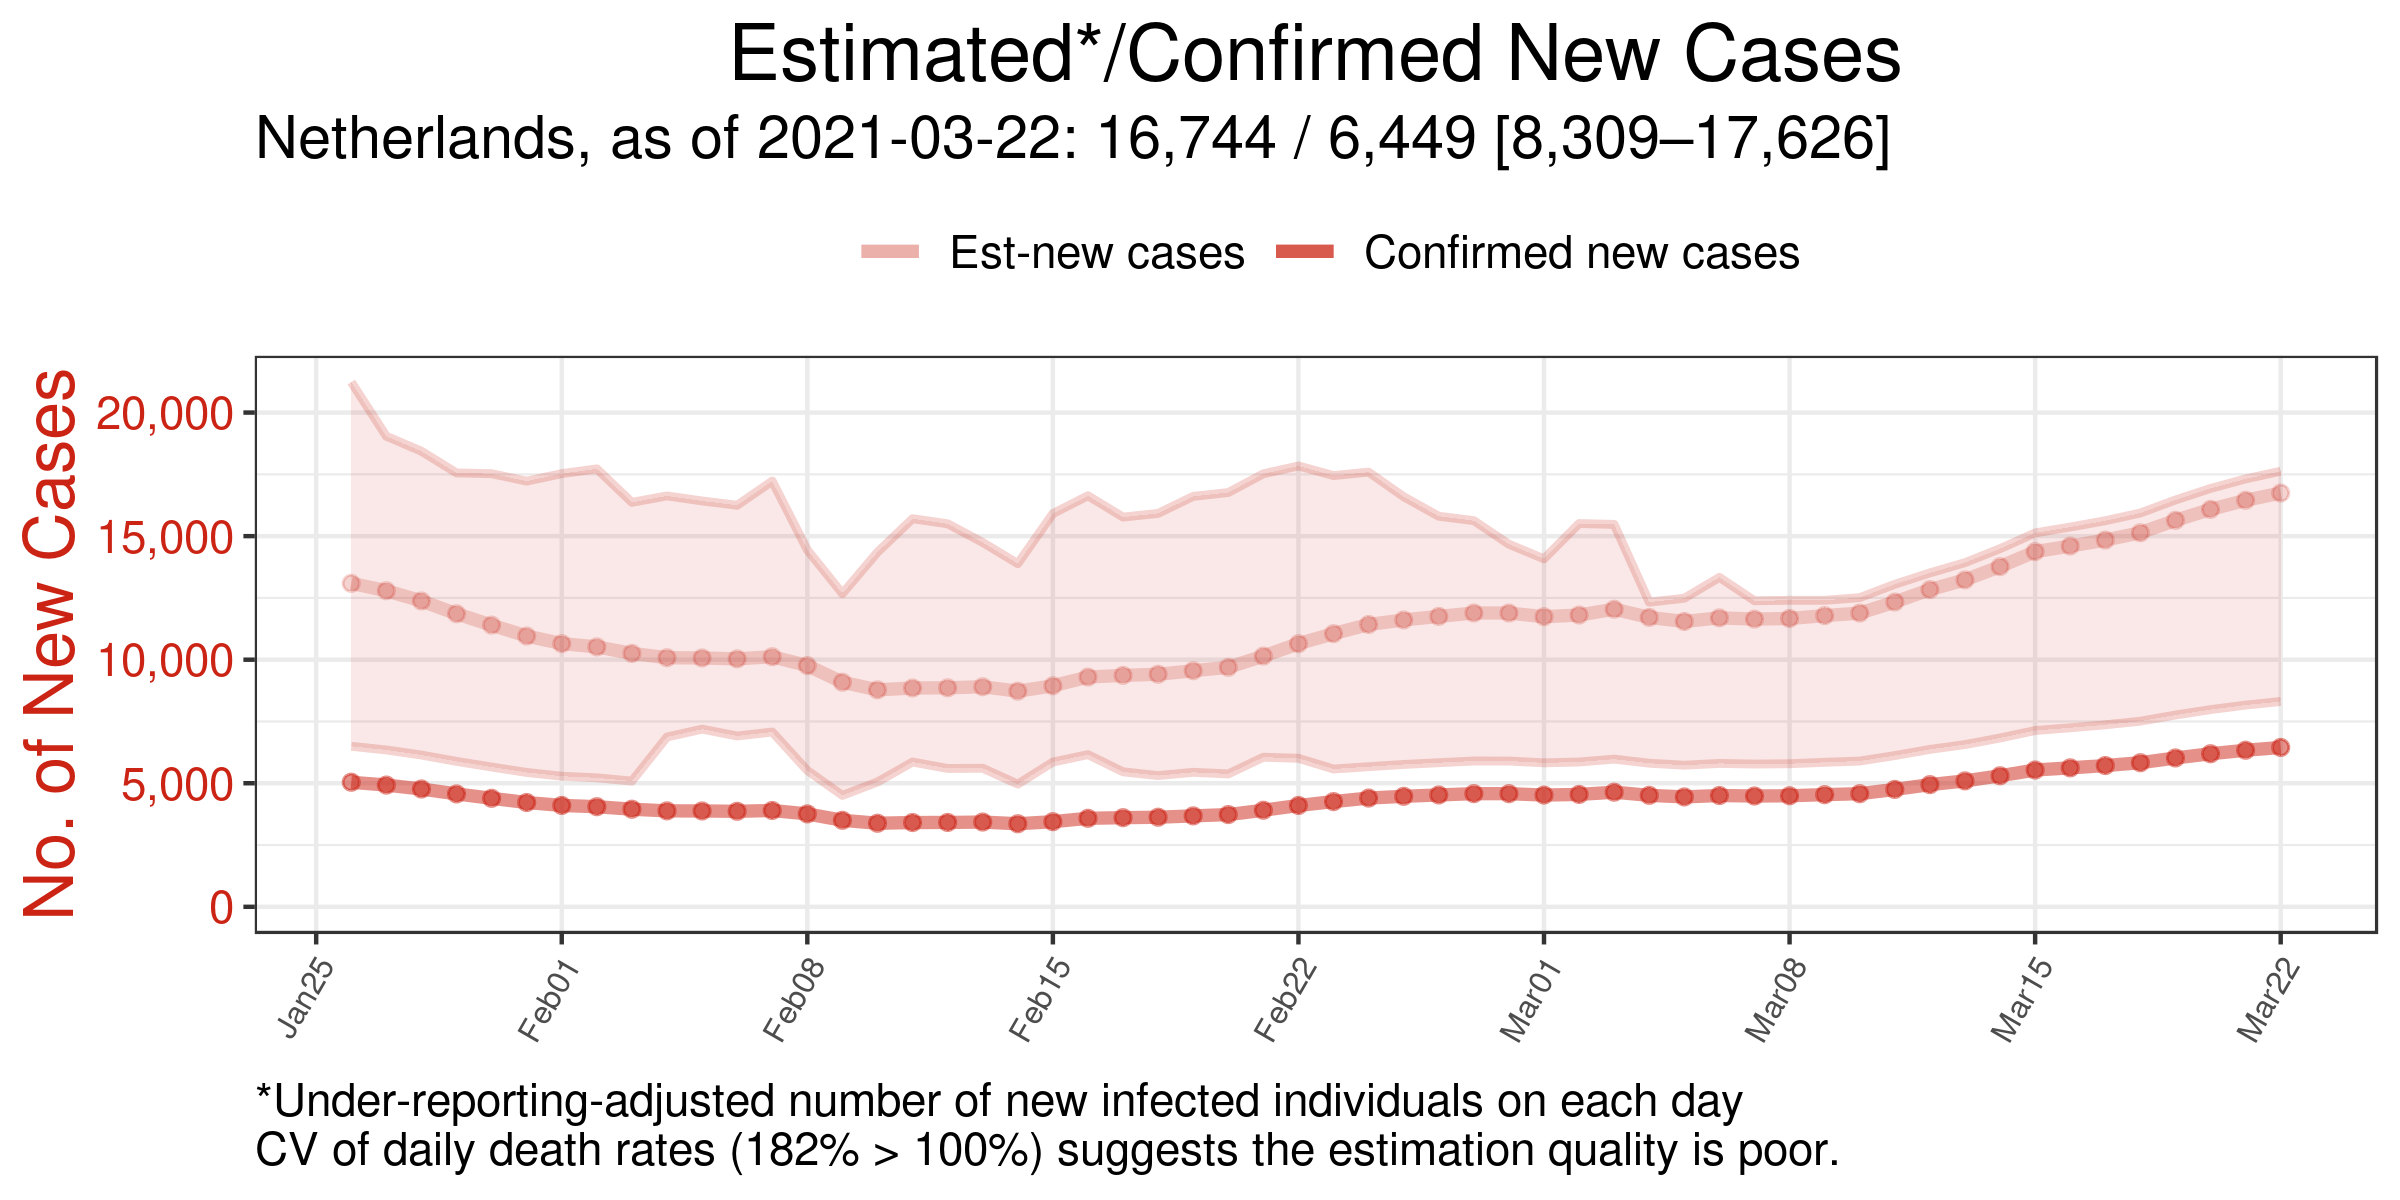 Estimated*/Confirmed New Cases
Netherlands, as of 2021-03-22: 16,744 / 6,449 [8,309–17,626]
Est-new cases Confirmed new cases
No. of New Cases
20,000
15,000
10,000
5,000
0
Jan25 Feb01 Feb08 Feb15 Feb22 Mar01 Mar08 Mar15 Mar22
*Under-reporting-adjusted number of new infected individuals on each day
CV of daily death rates (182% > 100%) suggests the estimation quality is poor.